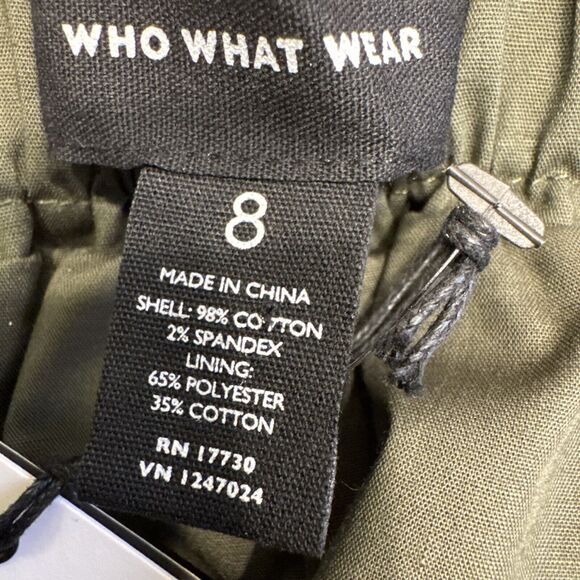 WHO WHAT WEAR
8
MADE IN CHINA
SHELL: 98% COTTON
2% SPANDEX
LINING:
65% POLYESTER
35% COTTON
RN 17730
VN 1247024